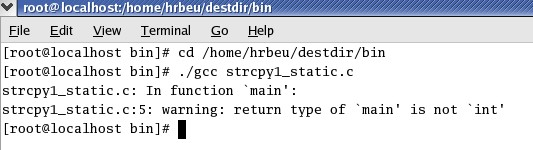 root@localhost:/home/hrbeu/destdir/bin
File Edit View Terminal Go Help
[root@localhost bin]# cd /home/hrbeu/destdir/bin
[root@localhost bin]# ./gcc strcpy1_static.c
strcpy1_static.c: In function `main':
strcpy1_static.c:5: warning: return type of `main' is not `int'
[root@localhost bin]#